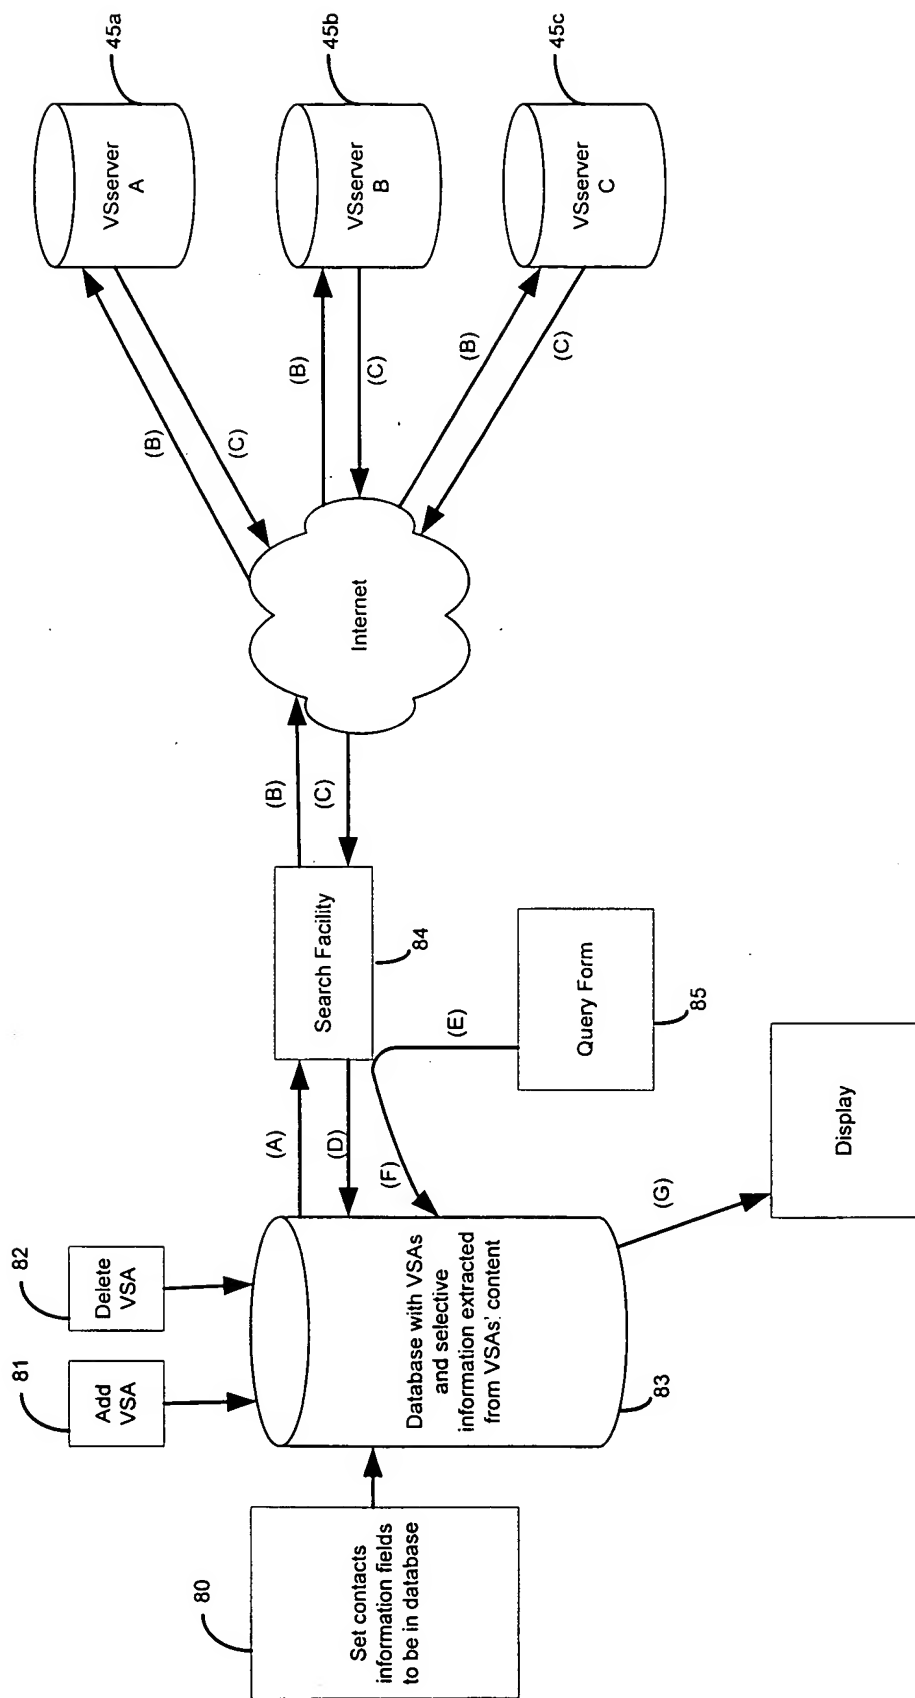 80
Set contacts
information fields
to be in database
81
Add
VSA
82
Delete
VSA
Database with VSAs
and selective
information extracted
from VSAs' content
83
(A)
(D)
(F)
(E)
(G)
Display
Search Facility
84
Query Form
85
(B)
(C)
Internet
(B)
(C)
(B)
(C)
(B)
(C)
VSserver
A
45a
VSserver
B
45b
VSserver
C
45c